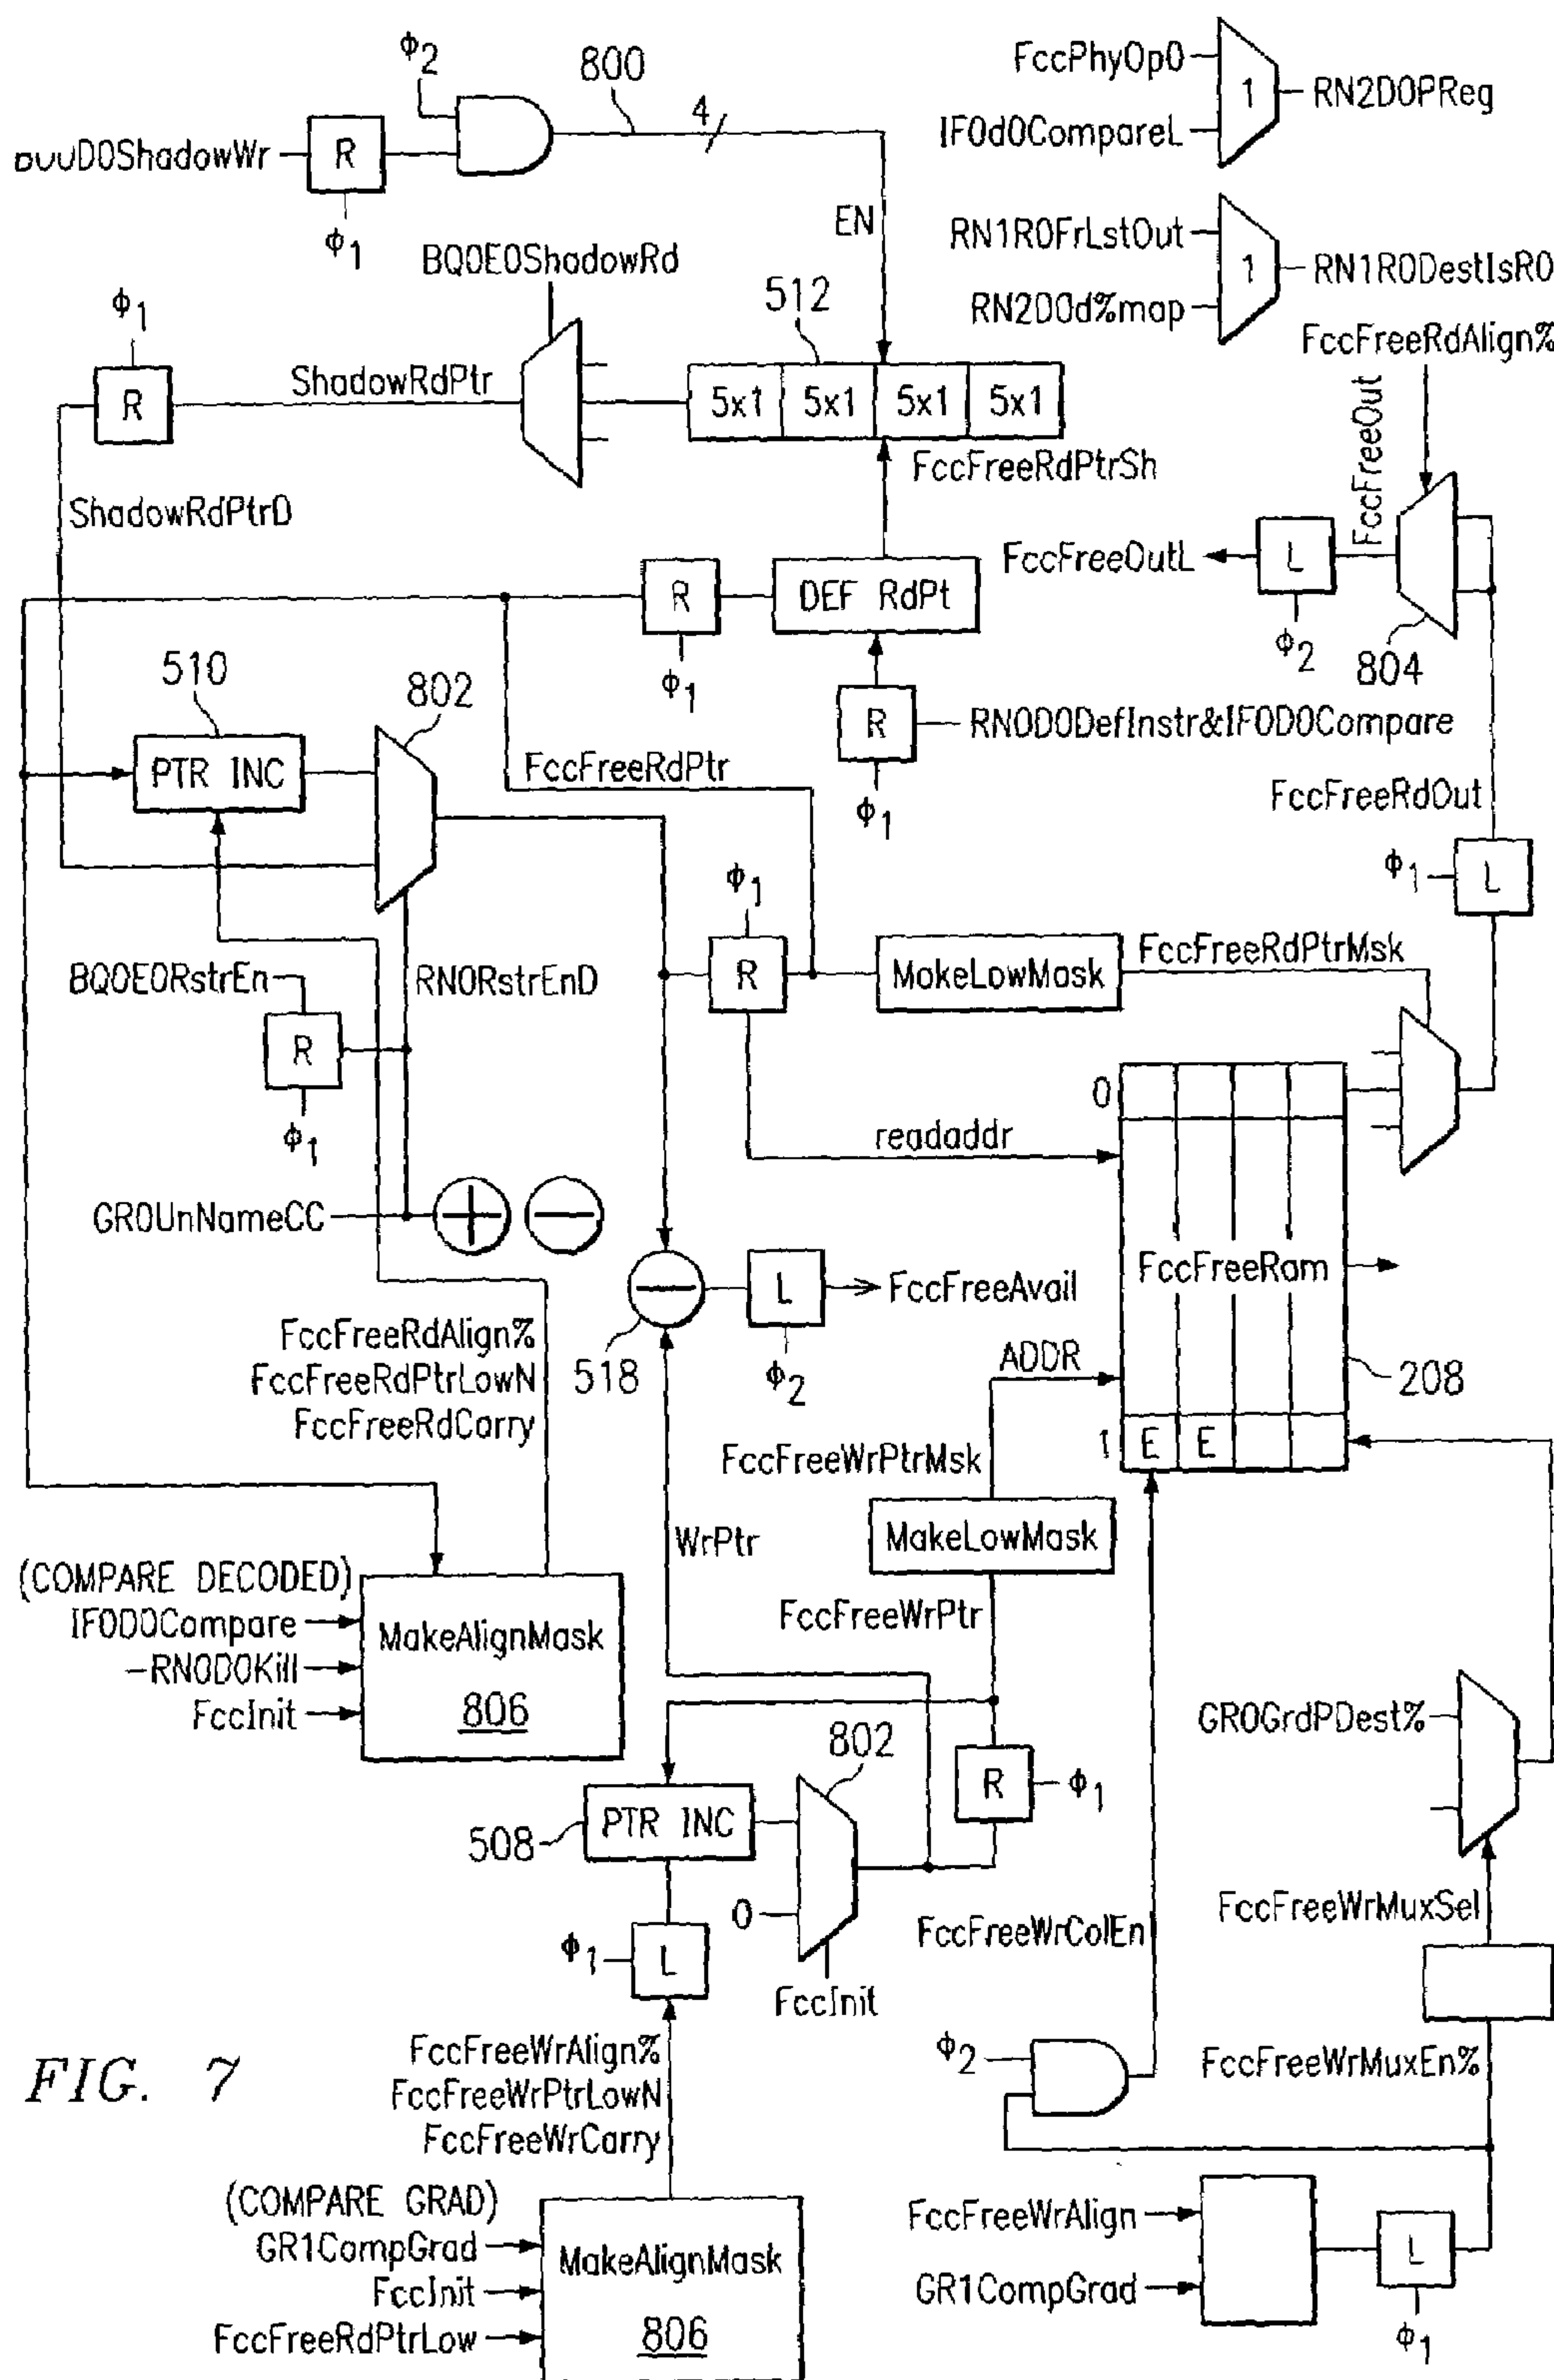 ϕ2
800
4
FccPhyOp0
IF0d0CompareL
1
RN2D0PReg
R
ϕ1
EN
RN1R0FrLstOut
RN2D0d%map
1
RN1R0DestIsR0
BQ0E0ShadowRd
512
FccFreeRdAlign%
ϕ1
R
ShadowRdPtr
5x1 5x1 5x1 5x1
FccFreeRdPtrSh
FccFreeOut
ShadowRdPtrD
FccFreeOutL
L
ϕ2
804
R
ϕ1
DEF RdPt
R
RN0D0DefInstr&IF0D0Compare
ϕ1
510
802
PTR INC
FccFreeRdPtr
FccFreeRdOut
ϕ1
L
ϕ1
R
MakeLowMask
FccFreeRdPtrMsk
BQ0E0RstrEn
RN0RstrEnD
R
ϕ1
0
readaddr
GR0UnNameCC
+ −
FccFreeRam
518
L
FccFreeAvail
ϕ2
FccFreeRdAlign%
FccFreeRdPtrLowN
FccFreeRdCarry
ADDR
208
1 E E
FccFreeWrPtrMsk
MakeLowMask
WrPtr
FccFreeWrPtr
(COMPARE DECODED)
IF0D0Compare
-RN0D0Kill
FccInit
MakeAlignMask
806
GR0GrdPDest%
802
R
ϕ1
PTR INC
508
0
FccInit
ϕ1
L
FccFreeWrColEn
FccFreeWrMuxSel
FccFreeWrAlign%
FccFreeWrPtrLowN
FccFreeWrCarry
ϕ2
FccFreeWrMuxEn%
FIG. 7
(COMPARE GRAD)
GR1CompGrad
FccInit
FccFreeRdPtrLow
MakeAlignMask
806
FccFreeWrAlign
GR1CompGrad
L
ϕ1